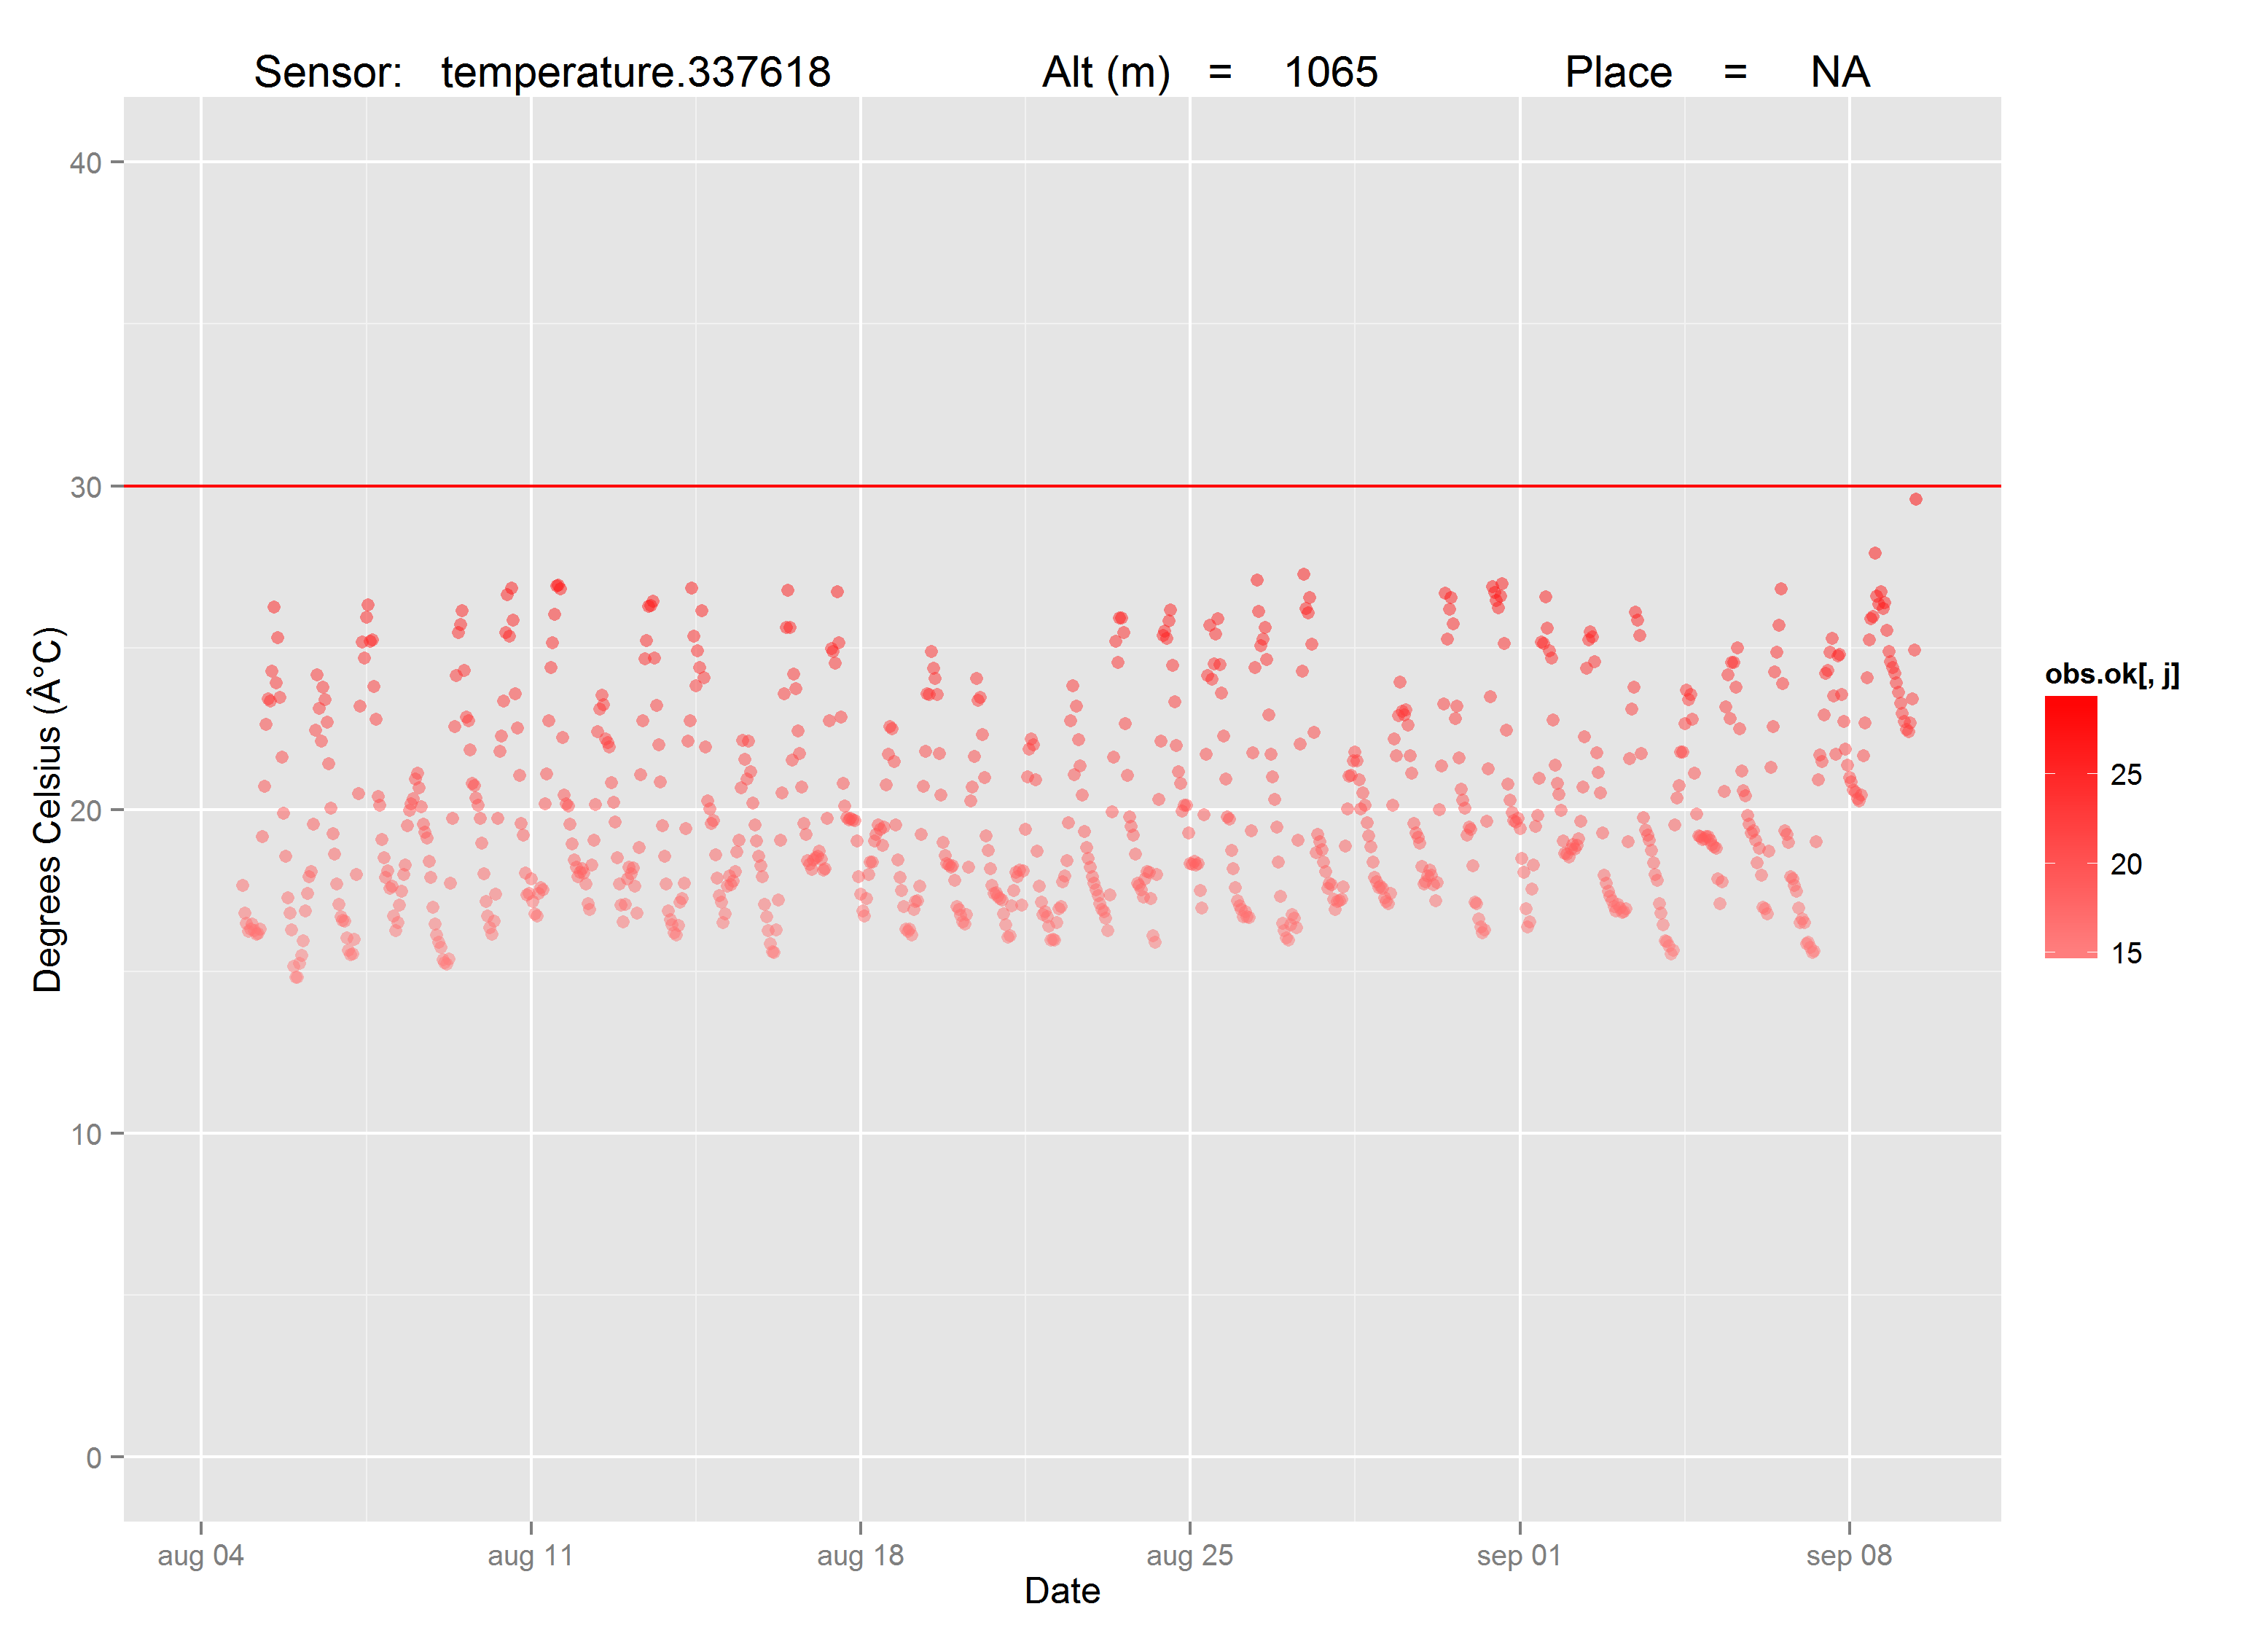 Sensor: temperature.337618 Alt (m) = 1065 Place = NA
40
30
20
10
0
Degrees Celsius (Â°C)
aug 04 aug 11 aug 18 aug 25 sep 01 sep 08
Date
obs.ok[, j]
25
20
15